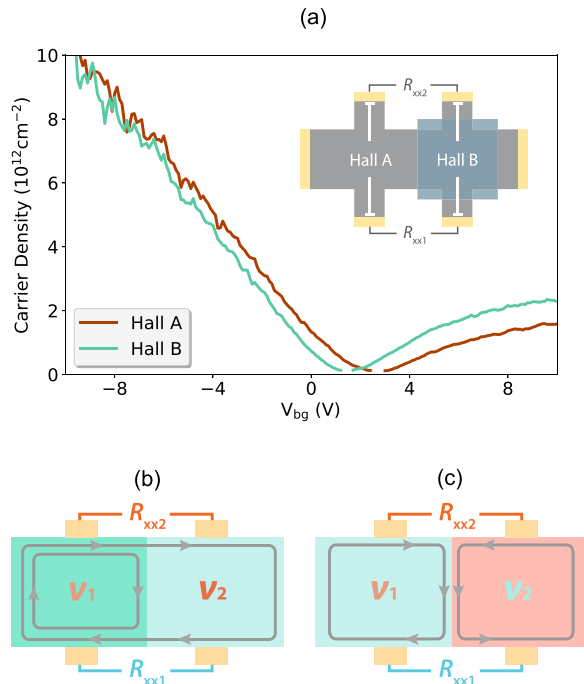 (a)
Carrier Density (10¹²cm⁻²)
10
8
6
4
2
0
−8
−4
0
4
8
V_bg (V)
Hall A
Hall B
R_xx2
Hall A
Hall B
R_xx1
(b)
(c)
R_xx2
R_xx2
ν₁
ν₂
ν₁
ν₂
R_xx1
R_xx1